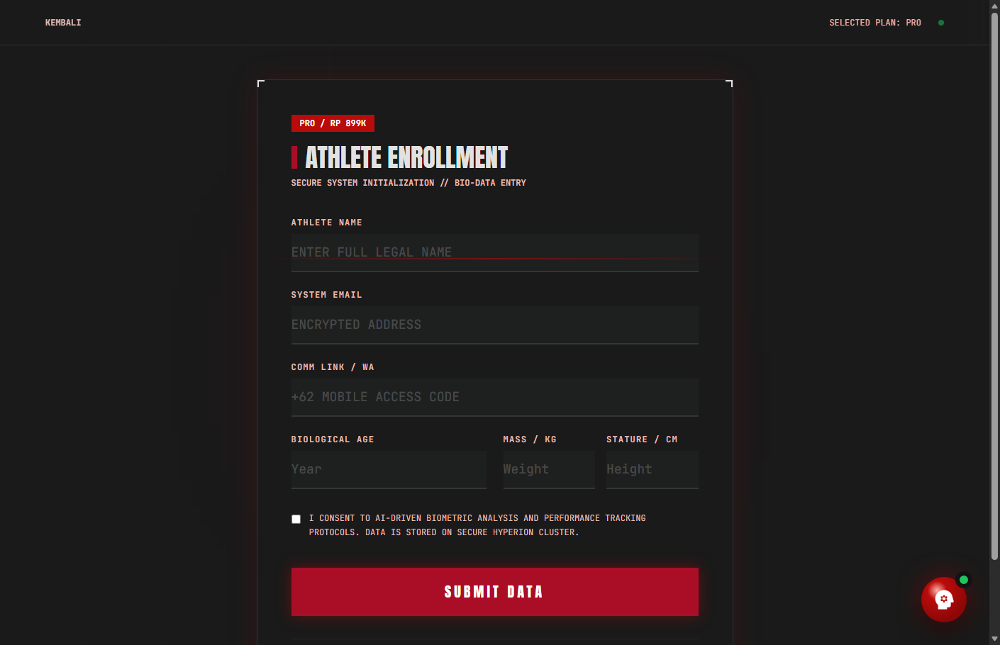 KEMBALI
SELECTED PLAN: PRO
PRO / RP 899K
ATHLETE ENROLLMENT
SECURE SYSTEM INITIALIZATION // BIO-DATA ENTRY
ATHLETE NAME
ENTER FULL LEGAL NAME
SYSTEM EMAIL
ENCRYPTED ADDRESS
COMM LINK / WA
+62 MOBILE ACCESS CODE
BIOLOGICAL AGE
MASS / KG
STATURE / CM
Year
Weight
Height
I CONSENT TO AI-DRIVEN BIOMETRIC ANALYSIS AND PERFORMANCE TRACKING
PROTOCOLS. DATA IS STORED ON SECURE HYPERION CLUSTER.
SUBMIT DATA